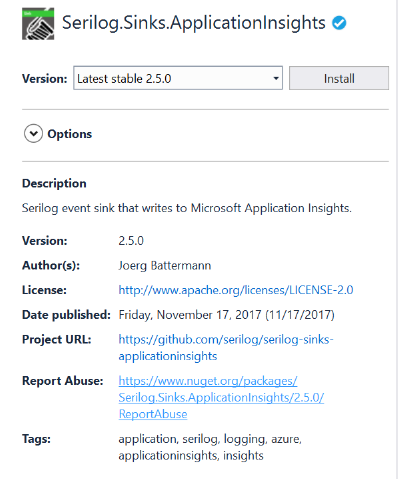 Serilog.Sinks.ApplicationInsights
Version: Latest stable 2.5.0 Install
Options
Description
Serilog event sink that writes to Microsoft Application Insights.
Version: 2.5.0
Author(s): Joerg Battermann
License: http://www.apache.org/licenses/LICENSE-2.0
Date published: Friday, November 17, 2017 (11/17/2017)
Project URL: https://github.com/serilog/serilog-sinks-
applicationinsights
Report Abuse: https://www.nuget.org/packages/
Serilog.Sinks.ApplicationInsights/2.5.0/
ReportAbuse
Tags: application, serilog, logging, azure,
applicationinsights, insights